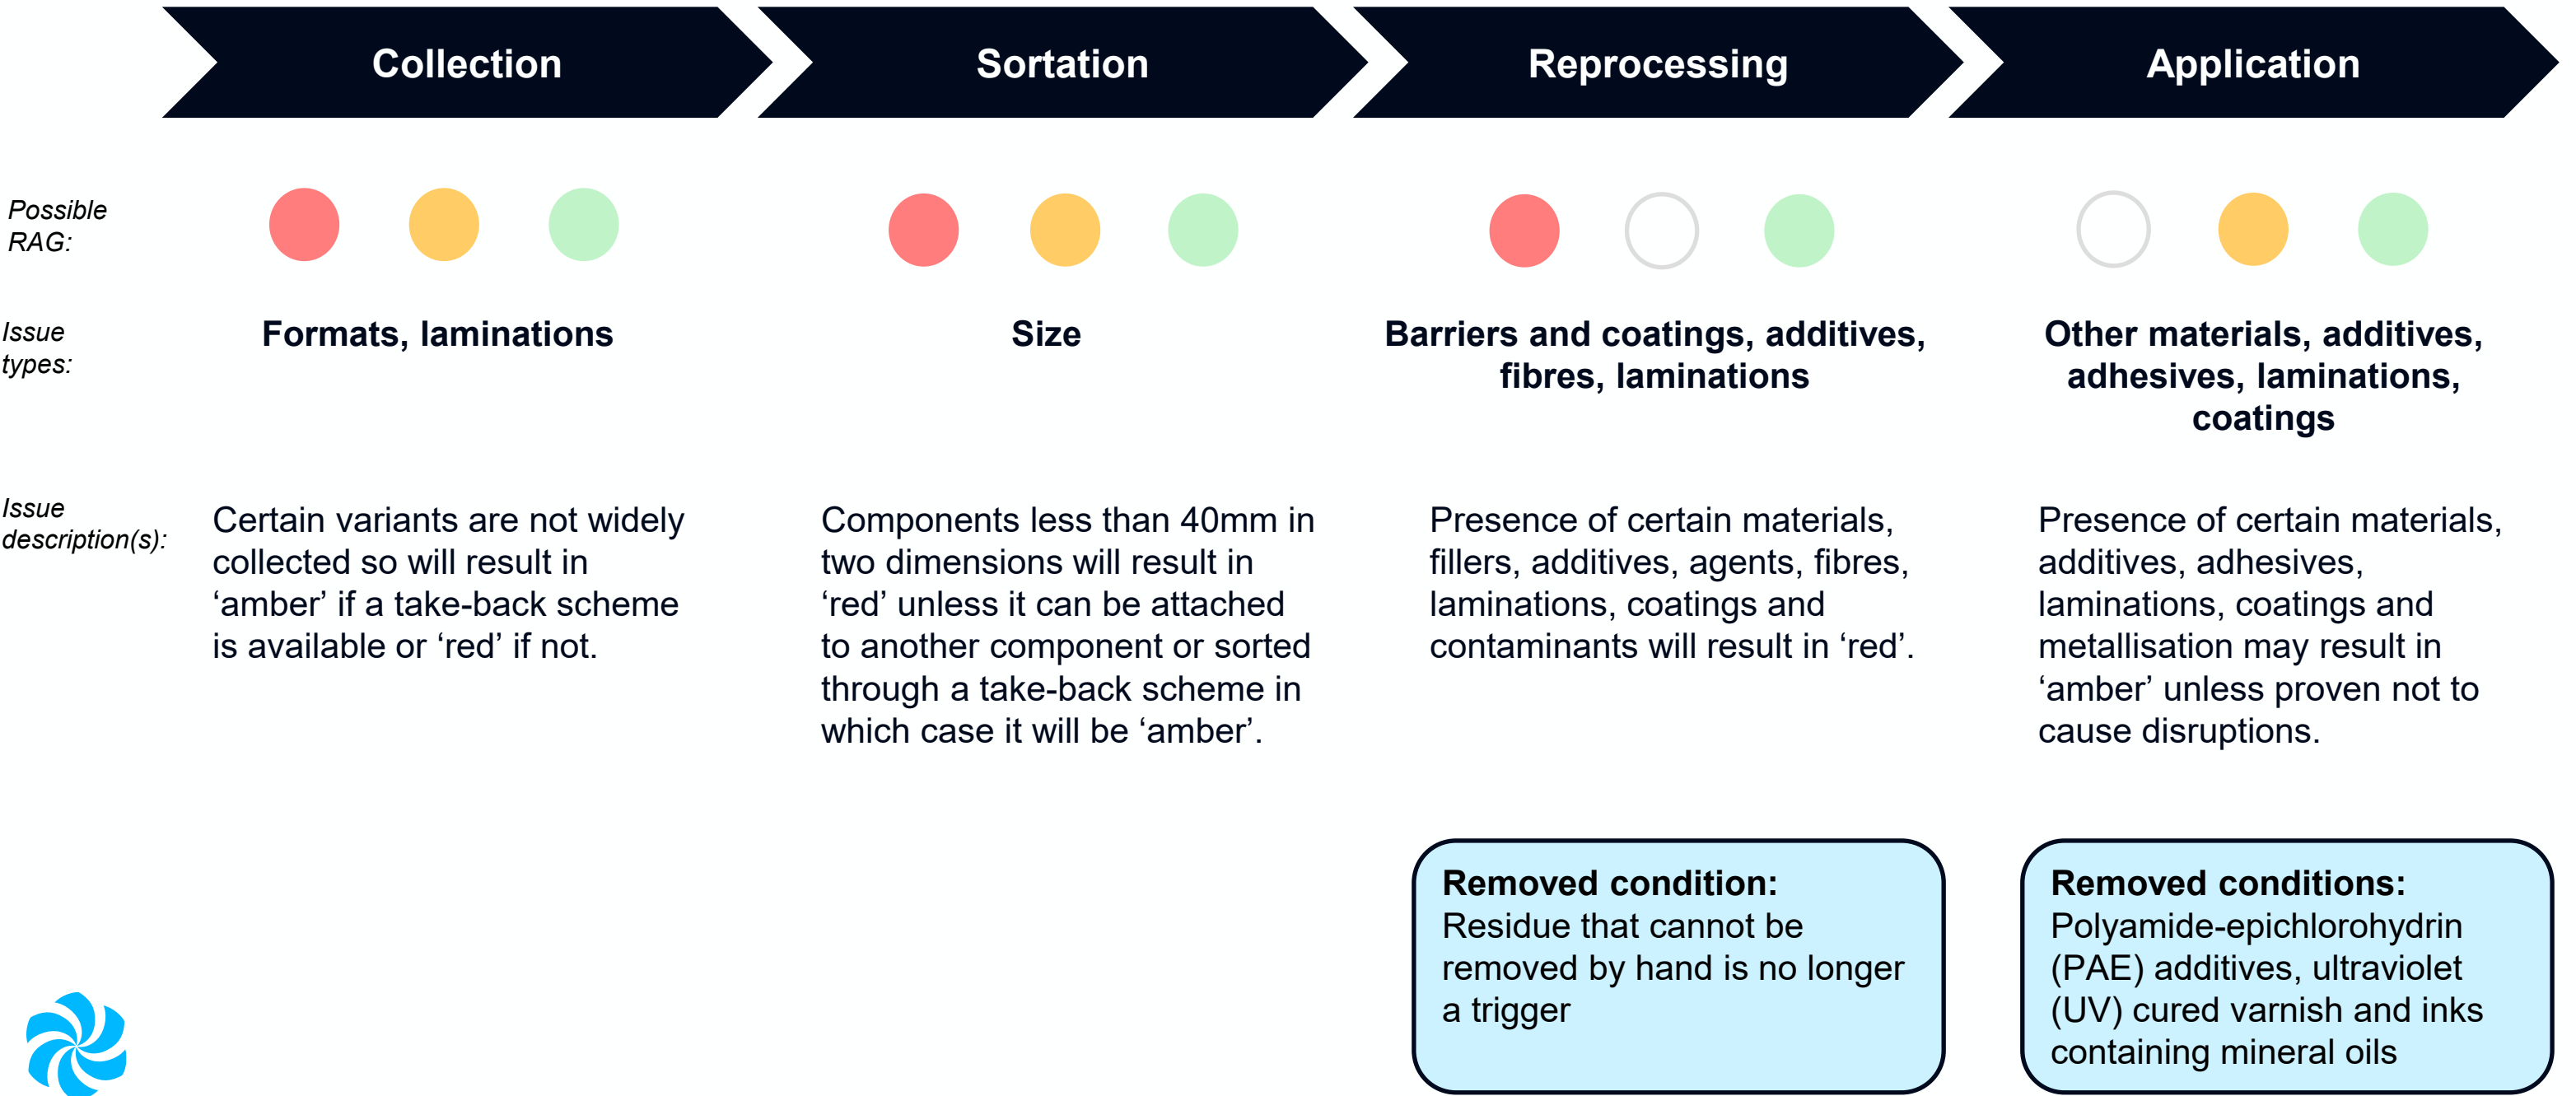 Collection
Sortation
Reprocessing
Application
Possible
RAG:
Issue
types:
Formats, laminations
Size
Barriers and coatings, additives,
fibres, laminations
Other materials, additives,
adhesives, laminations,
coatings
Issue
description(s):
Certain variants are not widely
collected so will result in
‘amber’ if a take-back scheme
is available or ‘red’ if not.
Components less than 40mm in
two dimensions will result in
‘red’ unless it can be attached
to another component or sorted
through a take-back scheme in
which case it will be ‘amber’.
Presence of certain materials,
fillers, additives, agents, fibres,
laminations, coatings and
contaminants will result in ‘red’.
Presence of certain materials,
additives, adhesives,
laminations, coatings and
metallisation may result in
‘amber’ unless proven not to
cause disruptions.
Removed condition:
Residue that cannot be
removed by hand is no longer
a trigger
Removed conditions:
Polyamide-epichlorohydrin
(PAE) additives, ultraviolet
(UV) cured varnish and inks
containing mineral oils